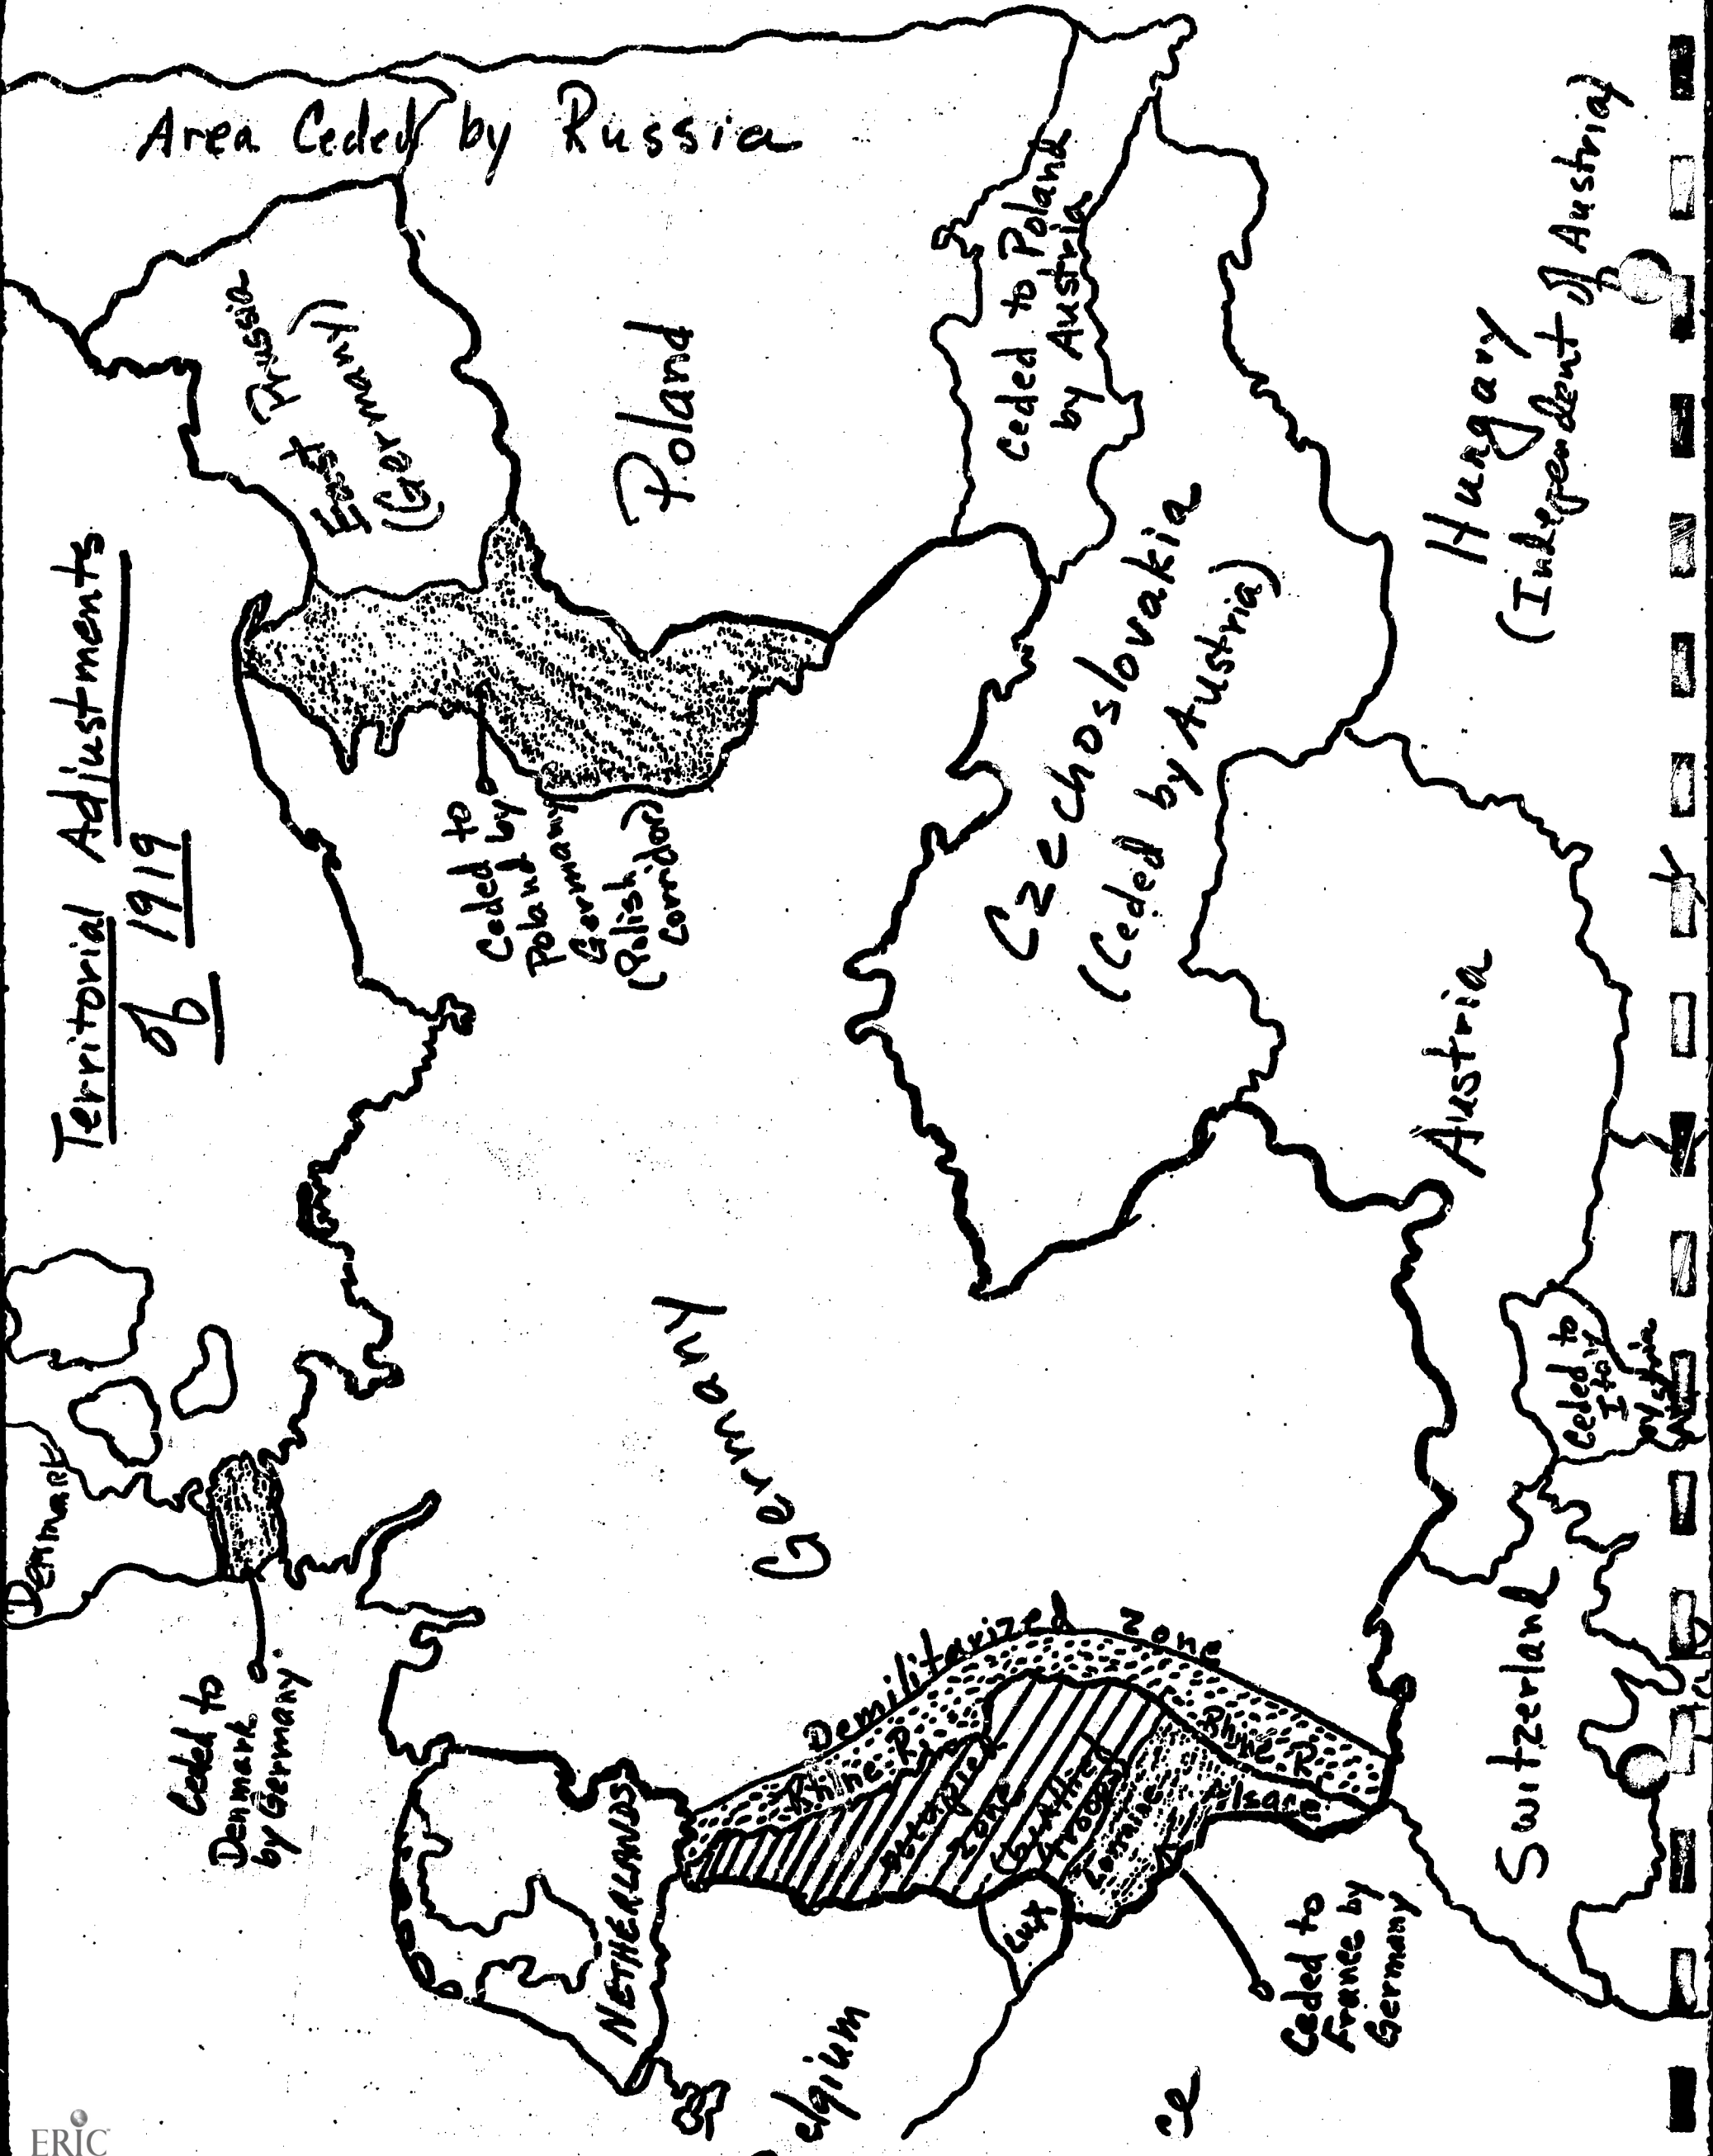 Territorial Adjustments
of 1919
Area Ceded by Russia
Denmark
Ceded to
Denmark
by Germany
East Prussia
(Germany)
Ceded to
Poland by
Germany
(Polish
Corridor)
Poland
NETHERLANDS
Germany
Demilitarized Zone
Rhine R.
Rhine R.
Zone
Lorraine
Alsace
Lux
elgium
Ceded to
France by
Germany
ce
Czechoslovakia
(Ceded by Austria)
Ceded to Poland
by Austria
Switzerland
Austria
Ceded to
Italy
by
Hungary
(Independent of Austria)
ERIC